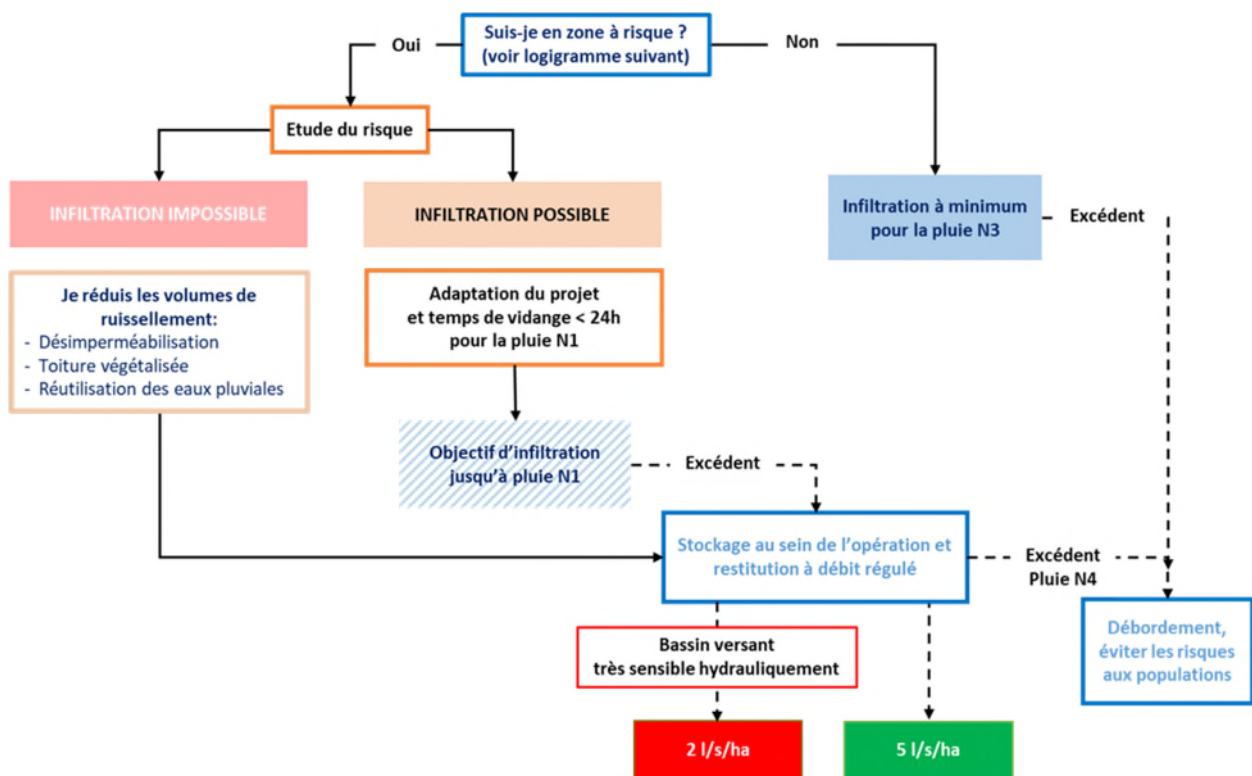 Suis-je en zone à risque ?
(voir logigramme suivant)
Oui
Non
Etude du risque
INFILTRATION IMPOSSIBLE
INFILTRATION POSSIBLE
Infiltration à minimum
pour la pluie N3
Excédent
Je réduis les volumes de
ruissellement:
- Désimperméabilisation
- Toiture végétalisée
- Réutilisation des eaux pluviales
Adaptation du projet
et temps de vidange < 24h
pour la pluie N1
Objectif d'infiltration
jusqu'à pluie N1
Excédent
Stockage au sein de l'opération et
restitution à débit régulé
Excédent
Pluie N4
Débordement,
éviter les risques
aux populations
Bassin versant
très sensible hydrauliquement
2 l/s/ha
5 l/s/ha